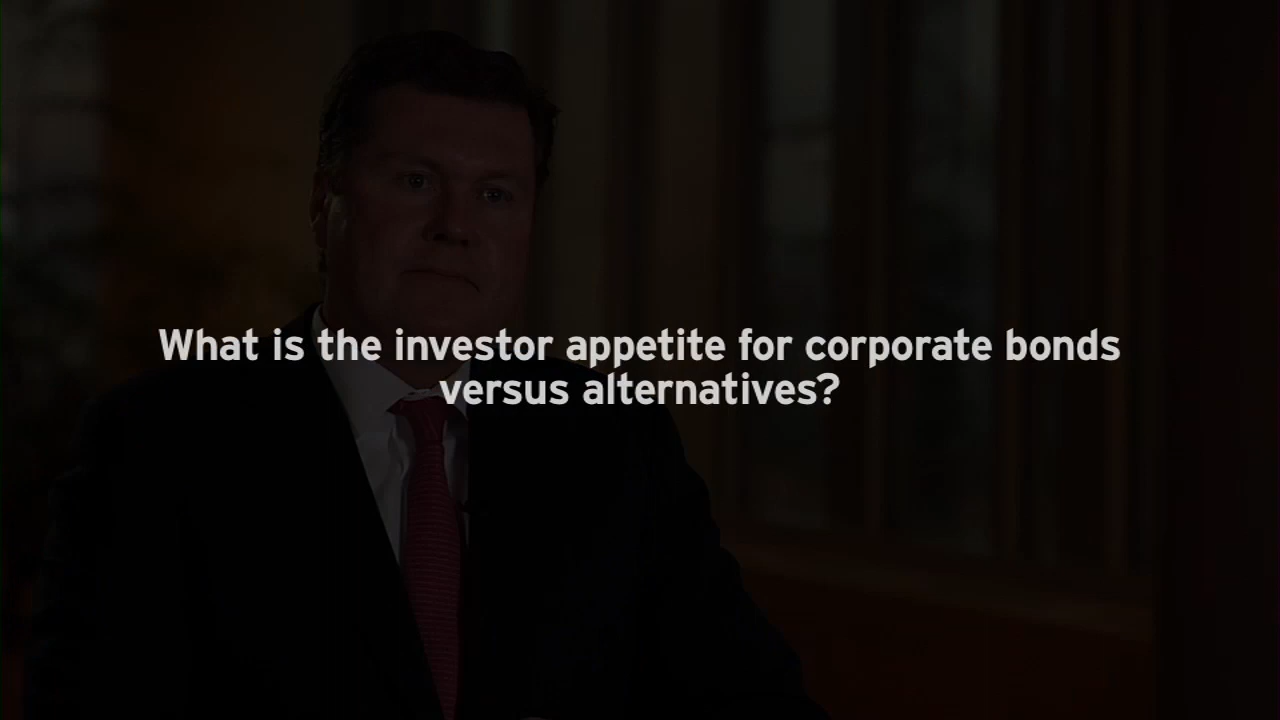 What is the investor appetite for corporate bonds
versus alternatives?